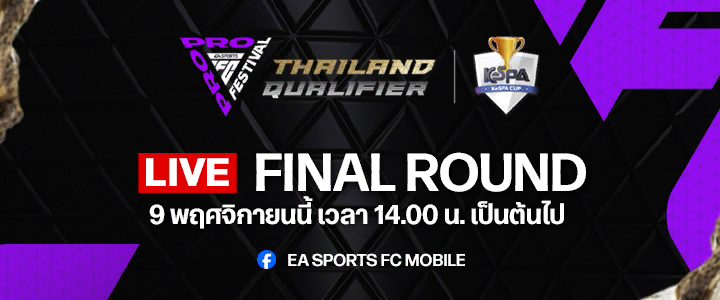 PRO PRO FESTIVAL
EA SPORTS
THAILAND
QUALIFIER
KeSPA
KeSPA CUP
LIVE FINAL ROUND
9 พฤศจิกายนนี้ เวลา 14.00 น. เป็นต้นไป
EA SPORTS FC MOBILE